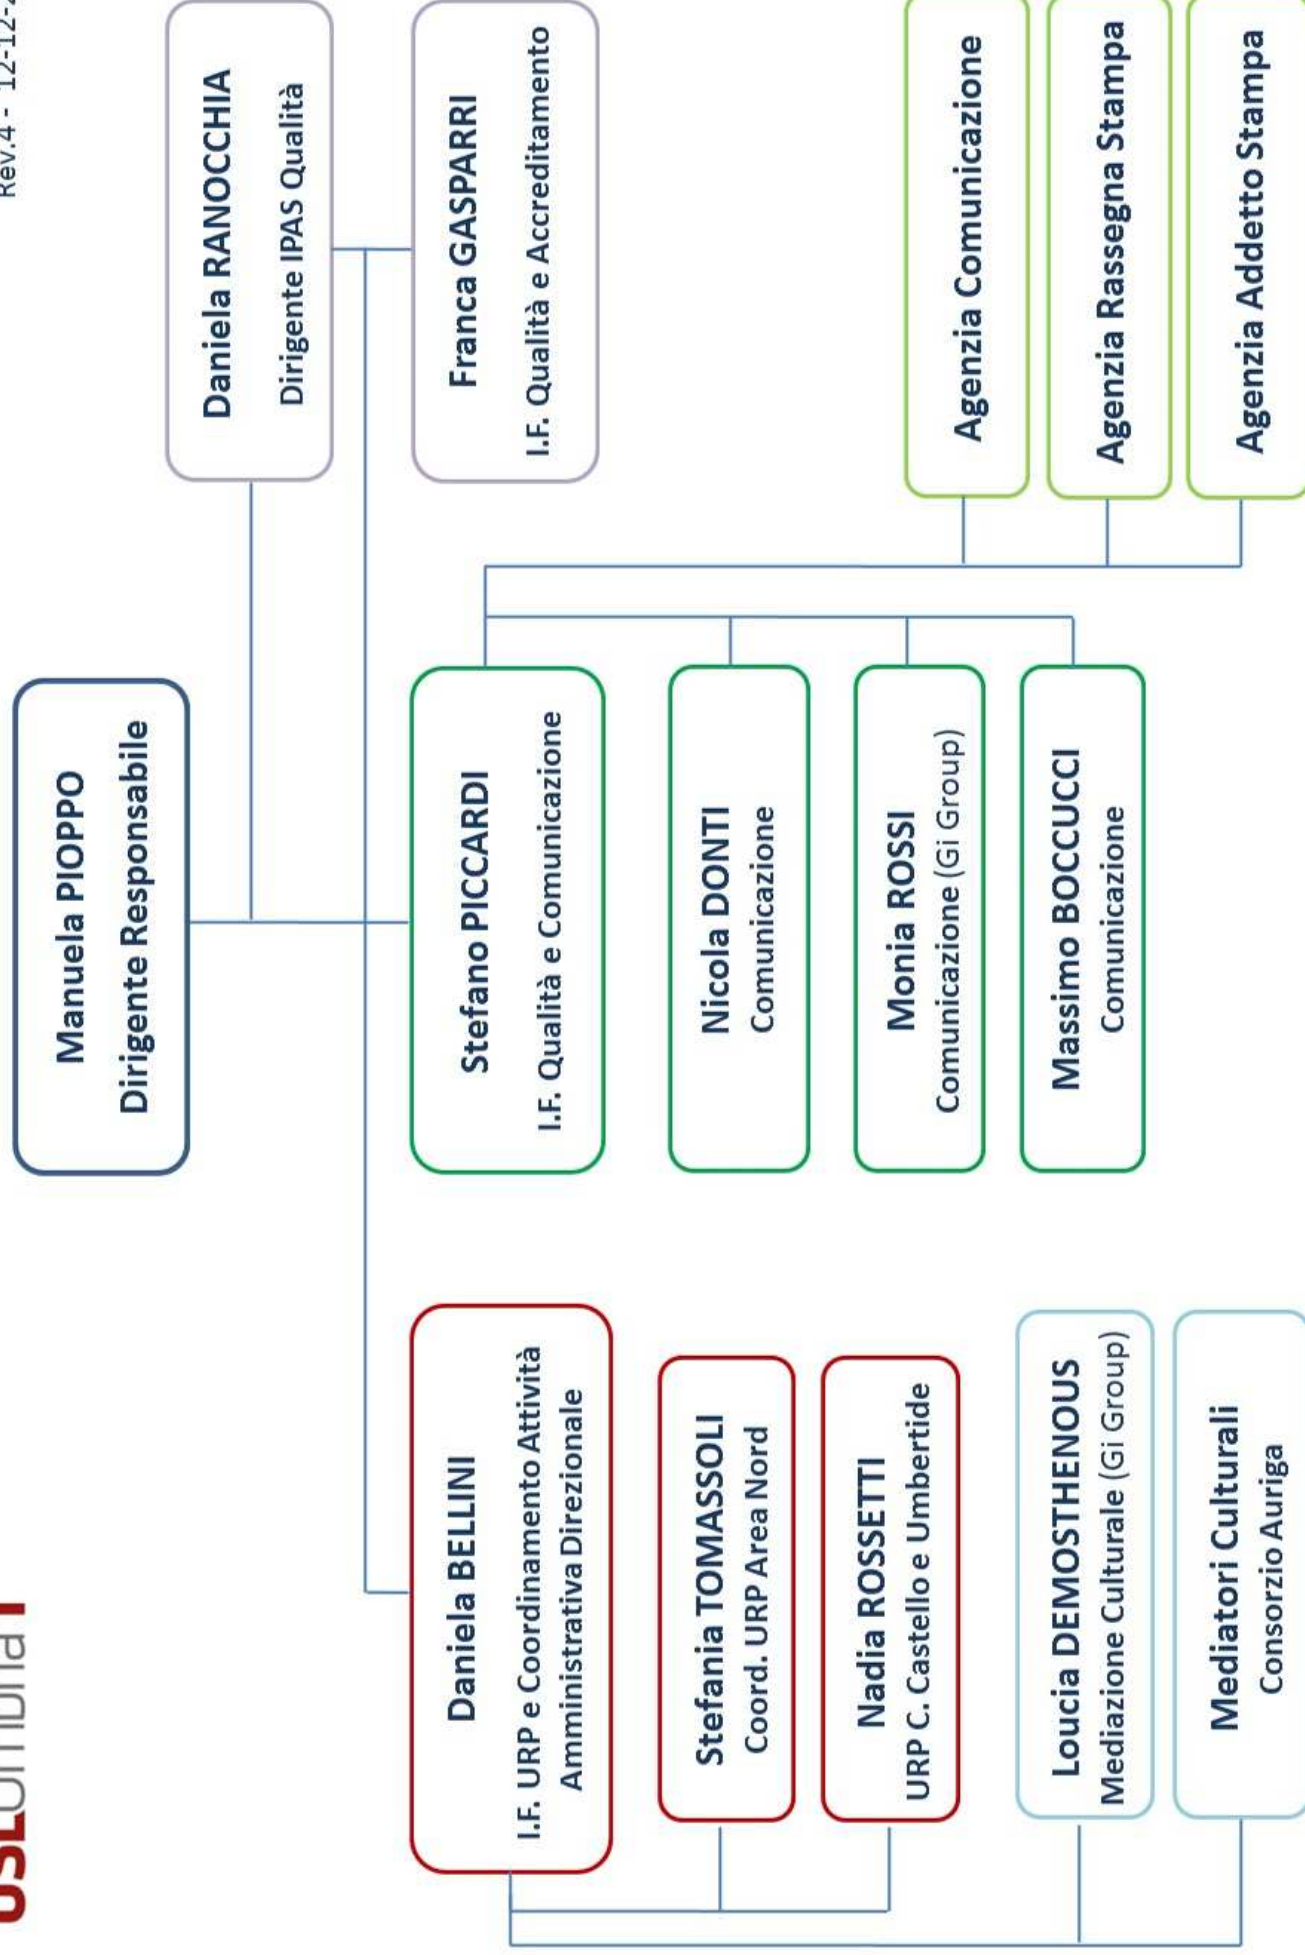 USLUmbria1
Rev.4 - 12-12-2
Manuela PIOPPO
Dirigente Responsabile
Daniela RANOCCHIA
Dirigente IPAS Qualità
Daniela BELLINI
I.F. URP e Coordinamento Attività
Amministrativa Direzionale
Stefano PICCARDI
I.F. Qualità e Comunicazione
Franca GASPARRI
I.F. Qualità e Accreditamento
Stefania TOMASSOLI
Coord. URP Area Nord
Nadia ROSSETTI
URP C. Castello e Umbertide
Loucia DEMOSTHENOUS
Mediazione Culturale (Gi Group)
Mediatori Culturali
Consorzio Auriga
Nicola DONTI
Comunicazione
Monia ROSSI
Comunicazione (Gi Group)
Massimo BOCCUCCI
Comunicazione
Agenzia Comunicazione
Agenzia Rassegna Stampa
Agenzia Addetto Stampa